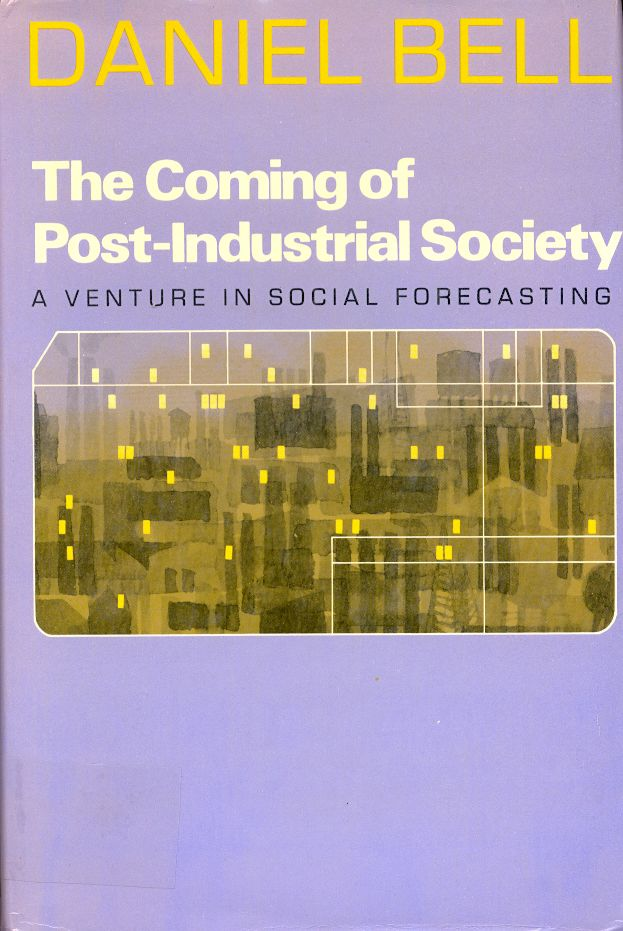 DANIEL BELL
The Coming of
Post-Industrial Society
A VENTURE IN SOCIAL FORECASTING